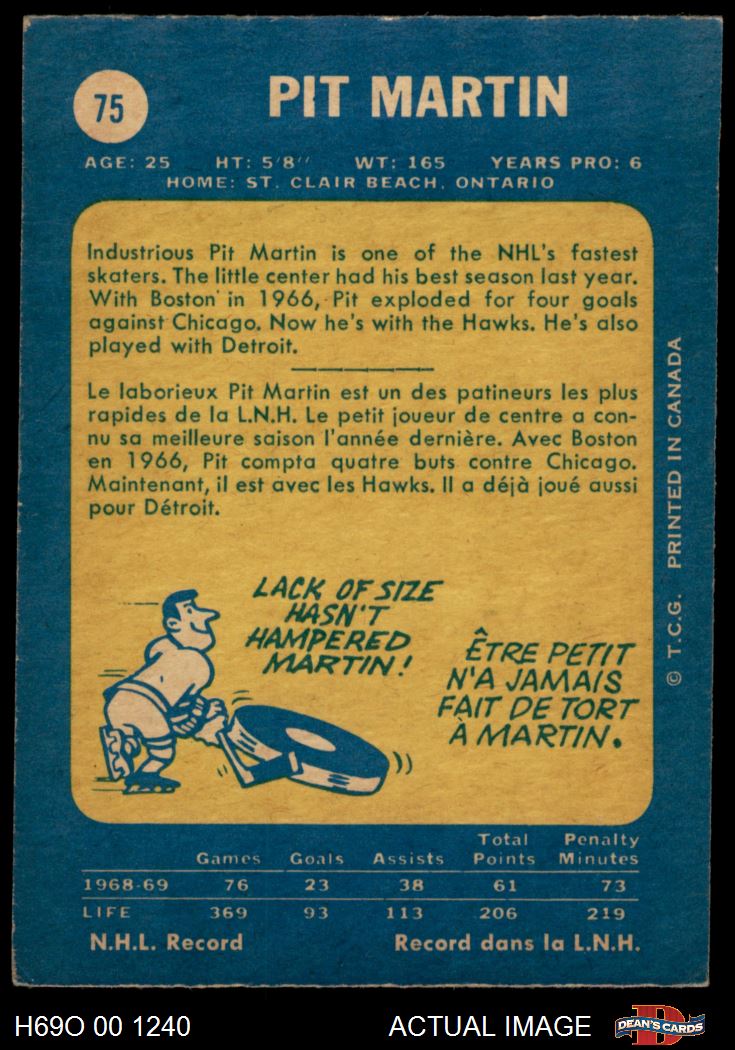 75
PIT MARTIN
AGE: 25 HT: 5'8'' WT: 165 YEARS PRO: 6
HOME: ST. CLAIR BEACH, ONTARIO
Industrious Pit Martin is one of the NHL's fastest
skaters. The little center had his best season last year.
With Boston in 1966, Pit exploded for four goals
against Chicago. Now he's with the Hawks. He's also
played with Detroit.
Le laborieux Pit Martin est un des patineurs les plus
rapides de la L.N.H. Le petit joueur de centre a con-
nu sa meilleure saison l'année dernière. Avec Boston
en 1966, Pit compta quatre buts contre Chicago.
Maintenant, il est avec les Hawks. Il a déjà joué aussi
pour Détroit.
LACK OF SIZE
HASN'T
HAMPERED
MARTIN!
ÊTRE PETIT
N'A JAMAIS
FAIT DE TORT
À MARTIN.
© T.C.G. PRINTED IN CANADA
Games Goals Assists Total Points Penalty Minutes
1968-69 76 23 38 61 73
LIFE 369 93 113 206 219
N.H.L. Record Record dans la L.N.H.
H69O 00 1240 ACTUAL IMAGE
D
DEAN'S CARDS